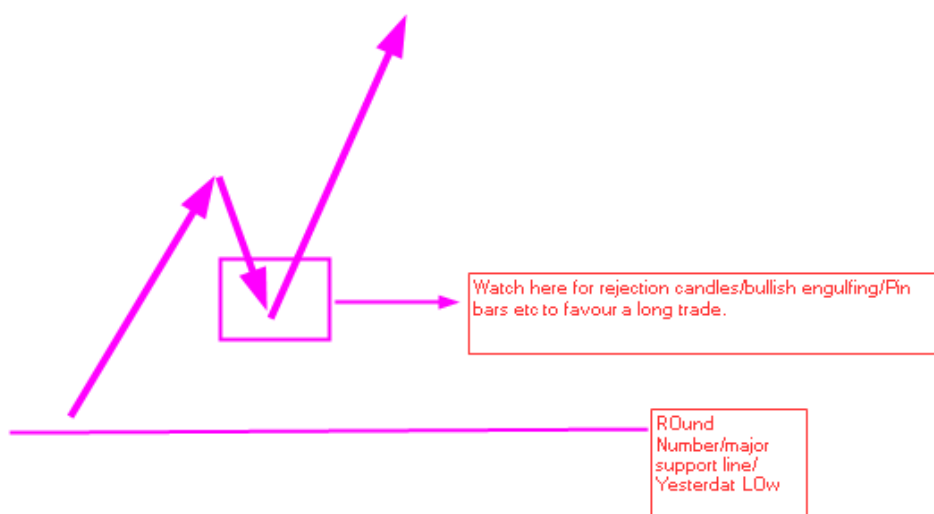 Watch here for rejection candles/bullish engulfing/Pin
bars etc to favour a long trade.
ROund
Number/major
support line/
Yesterdat LOw